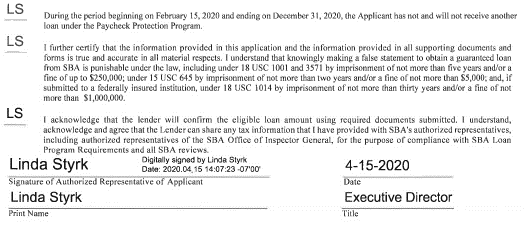 LS During the period beginning on February 15, 2020 and ending on December 31, 2020, the Applicant has not and will not receive another
loan under the Paycheck Protection Program.
LS
I further certify that the information provided in this application and the information provided in all supporting documents and
forms is true and accurate in all material respects. I understand that knowingly making a false statement to obtain a guaranteed loan
from SBA is punishable under the law, including under 18 USC 1001 and 3571 by imprisonment of not more than five years and/or a
fine of up to $250,000; under 15 USC 645 by imprisonment of not more than two years and/or a fine of not more than $5,000; and, if
submitted to a federally insured institution, under 18 USC 1014 by imprisonment of not more than thirty years and/or a fine of not
more than $1,000,000.
LS
I acknowledge that the lender will confirm the eligible loan amount using required documents submitted. I understand,
acknowledge and agree that the Lender can share any tax information that I have provided with SBA's authorized representatives,
including authorized representatives of the SBA Office of Inspector General, for the purpose of compliance with SBA Loan
Program Requirements and all SBA reviews.
Linda Styrk Digitally signed by Linda Styrk
Date: 2020.04.15 14:07:23 -07'00' 4-15-2020
Signature of Authorized Representative of Applicant Date
Linda Styrk Executive Director
Print Name Title